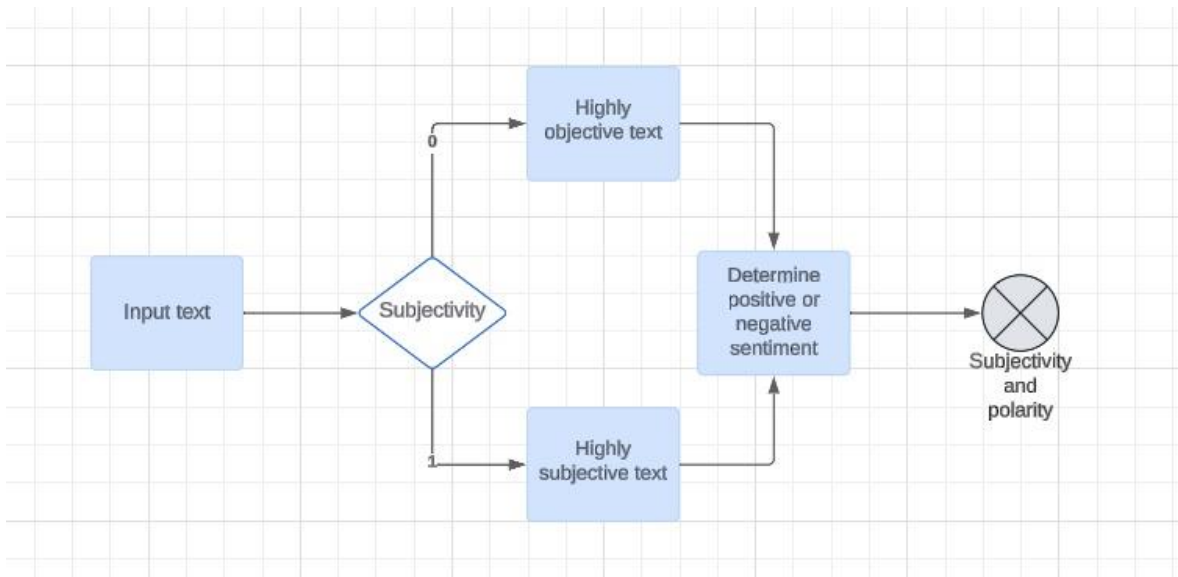 Highly
objective text
0
Input text
Subjectivity
Determine
positive or
negative
sentiment
Subjectivity
and
polarity
1
Highly
subjective text